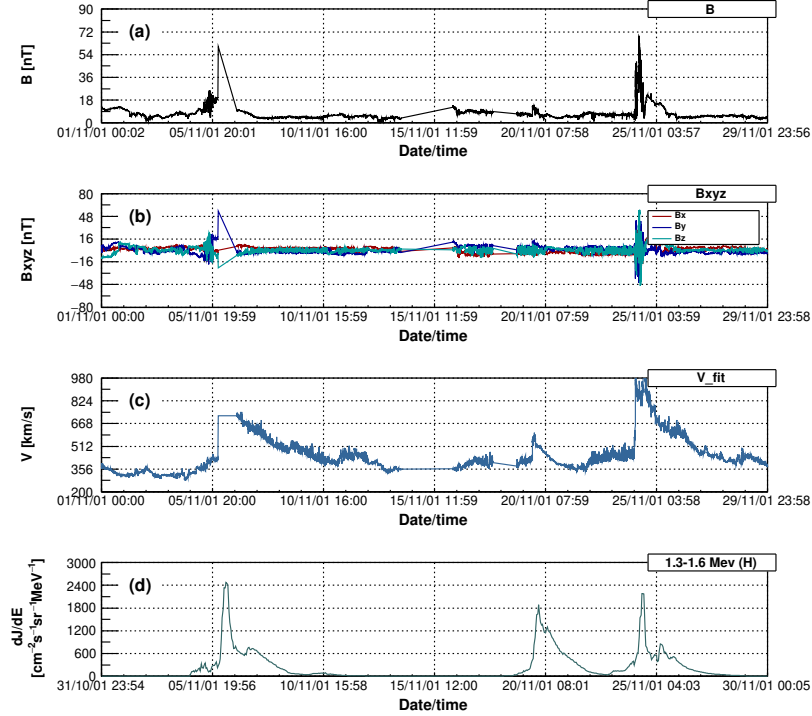 B
(a)
B [nT]
90
72
54
36
18
0
01/11/01 00:02 05/11/01 20:01 10/11/01 16:00 15/11/01 11:59 20/11/01 07:58 25/11/01 03:57 29/11/01 23:56
Date/time
Bxyz
(b)
Bxyz [nT]
80
48
16
−16
−48
−80
Bx
By
Bz
01/11/01 00:00 05/11/01 19:59 10/11/01 15:59 15/11/01 11:59 20/11/01 07:59 25/11/01 03:59 29/11/01 23:58
Date/time
V_fit
(c)
V [km/s]
980
824
668
512
356
200
01/11/01 00:00 05/11/01 20:00 10/11/01 15:59 15/11/01 11:59 20/11/01 07:59 25/11/01 03:58 29/11/01 23:58
Date/time
1.3-1.6 Mev (H)
(d)
dJ/dE
[cm⁻²s⁻¹sr⁻¹MeV⁻¹]
3000
2400
1800
1200
600
0
31/10/01 23:54 05/11/01 19:56 10/11/01 15:58 15/11/01 12:00 20/11/01 08:01 25/11/01 04:03 30/11/01 00:05
Date/time